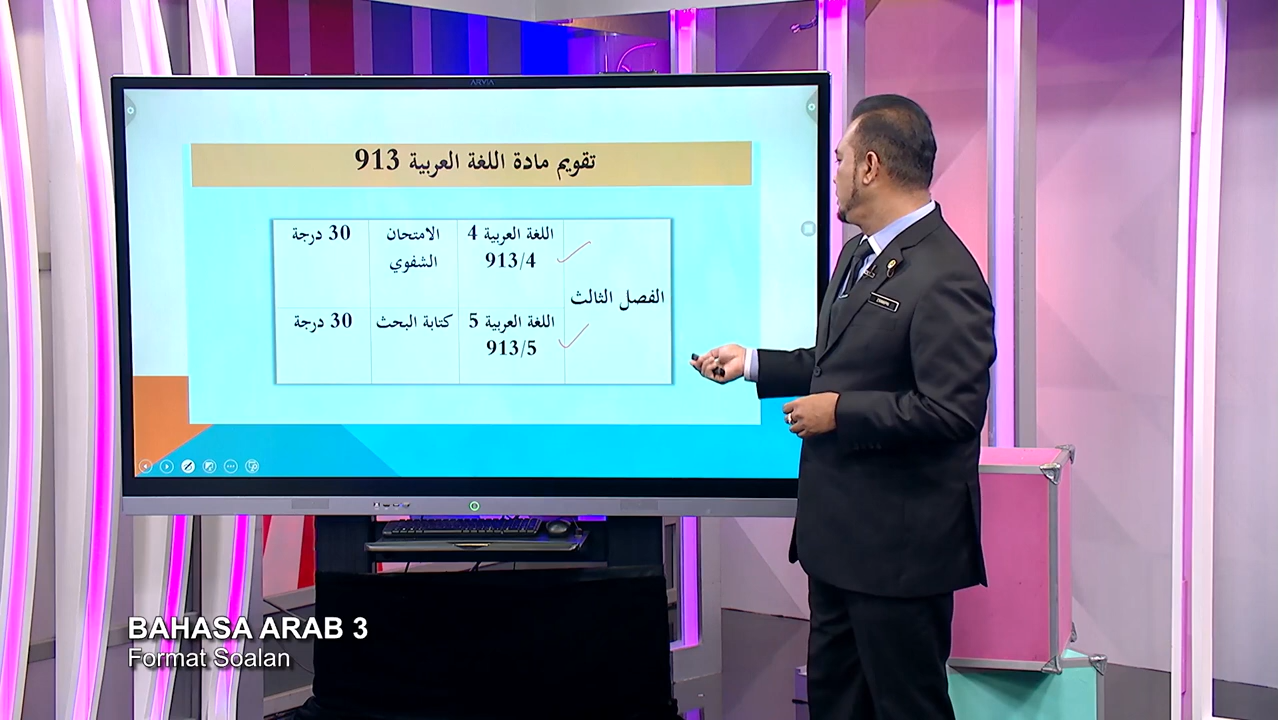 ARVIA
تقويم مادة اللغة العربية 913
الفصل الثالث
اللغة العربية 4
913/4
الامتحان
الشفوي
30 درجة
اللغة العربية 5
913/5
كتابة البحث
30 درجة
BAHASA ARAB 3
Format Soalan